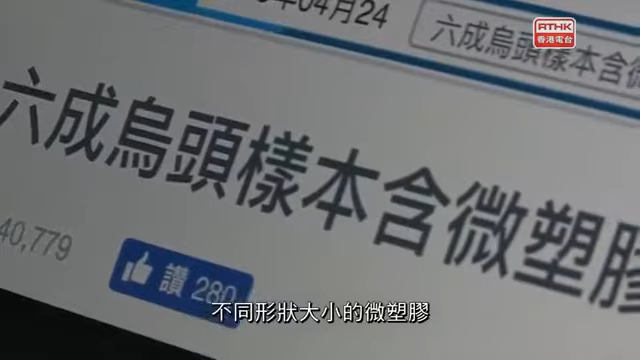 年04月24
六成烏頭樣本含微
RTHK
香港電台
六成烏頭樣本含微塑膠
40,779
讚 280
不同形狀大小的微塑膠